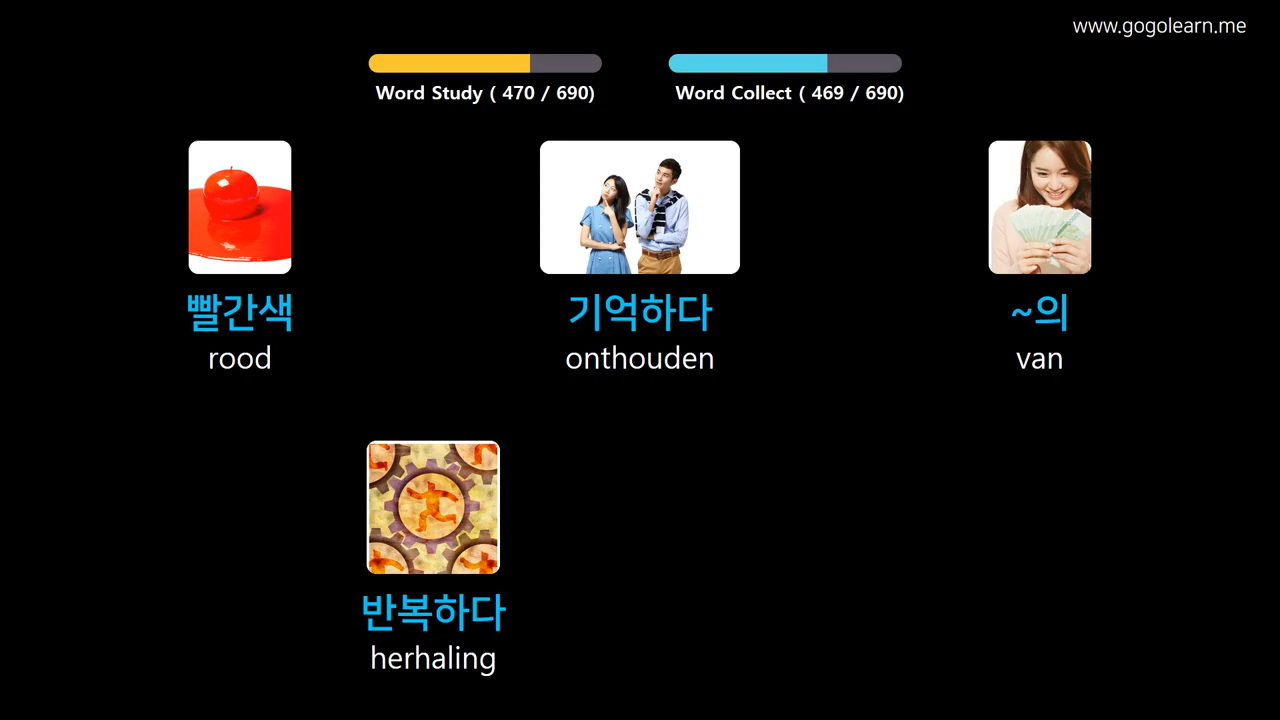 www.gogolearn.me
Word Study ( 470 / 690)
Word Collect ( 469 / 690)
빨간색
rood
기억하다
onthouden
~의
van
반복하다
herhaling